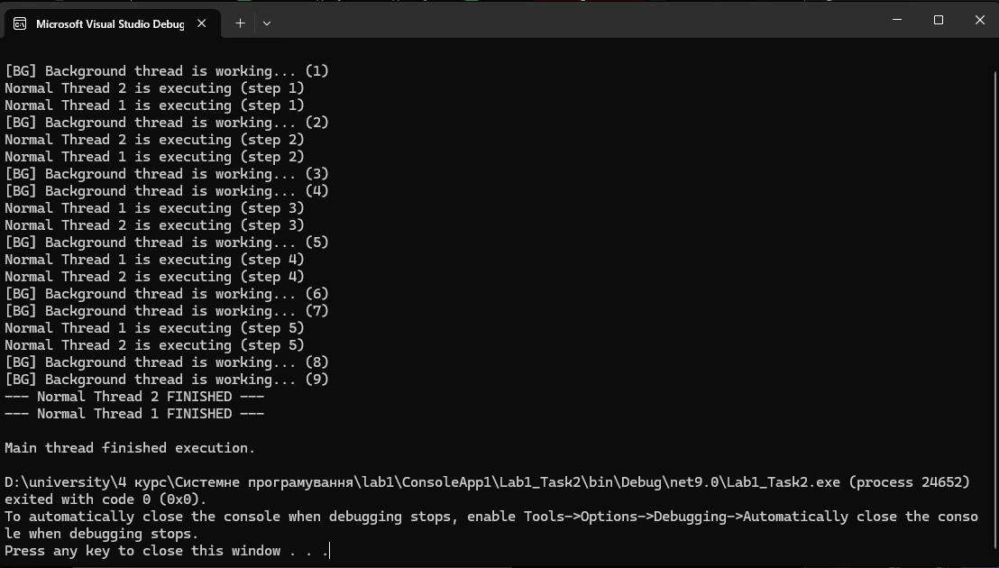 Microsoft Visual Studio Debug
[BG] Background thread is working... (1)
Normal Thread 2 is executing (step 1)
Normal Thread 1 is executing (step 1)
[BG] Background thread is working... (2)
Normal Thread 2 is executing (step 2)
Normal Thread 1 is executing (step 2)
[BG] Background thread is working... (3)
[BG] Background thread is working... (4)
Normal Thread 1 is executing (step 3)
Normal Thread 2 is executing (step 3)
[BG] Background thread is working... (5)
Normal Thread 1 is executing (step 4)
Normal Thread 2 is executing (step 4)
[BG] Background thread is working... (6)
[BG] Background thread is working... (7)
Normal Thread 1 is executing (step 5)
Normal Thread 2 is executing (step 5)
[BG] Background thread is working... (8)
[BG] Background thread is working... (9)
--- Normal Thread 2 FINISHED ---
--- Normal Thread 1 FINISHED ---
Main thread finished execution.
D:\university\4 курс\Системне програмування\lab1\ConsoleApp1\Lab1_Task2\bin\Debug\net9.0\Lab1_Task2.exe (process 24652)
exited with code 0 (0x0).
To automatically close the console when debugging stops, enable Tools->Options->Debugging->Automatically close the conso
le when debugging stops.
Press any key to close this window . . .